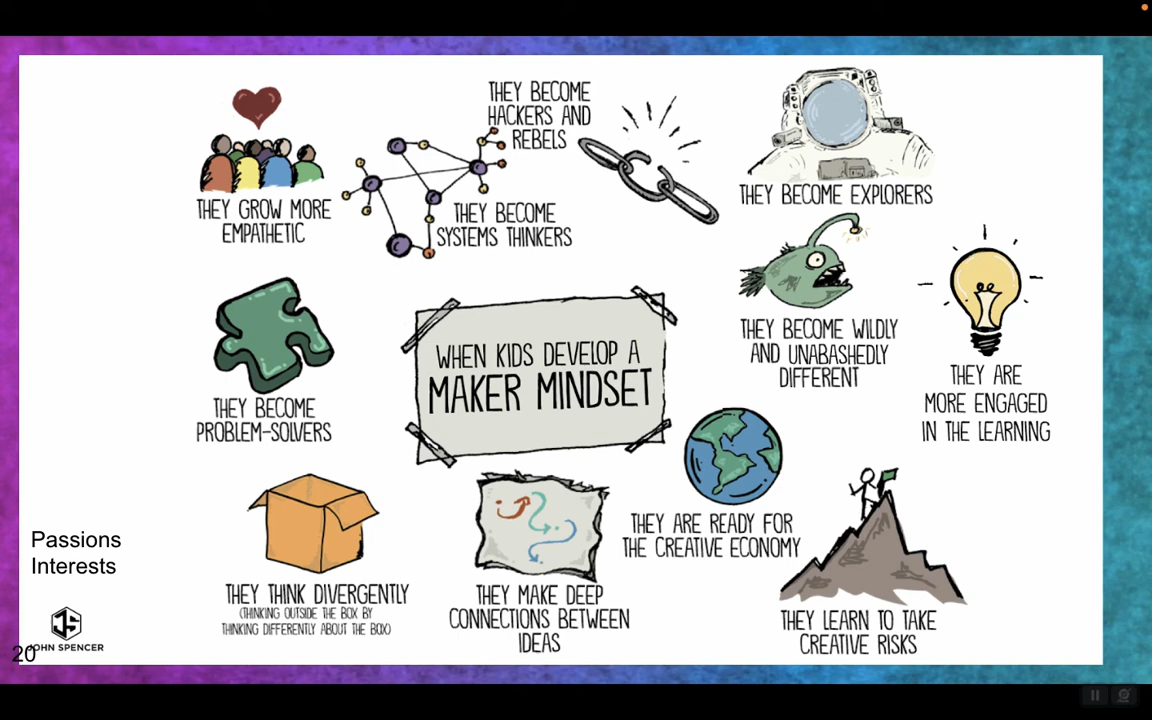 THEY BECOME
HACKERS AND
REBELS
THEY GROW MORE
EMPATHETIC
THEY BECOME
SYSTEMS THINKERS
THEY BECOME EXPLORERS
THEY BECOME
PROBLEM-SOLVERS
WHEN KIDS DEVELOP A
MAKER MINDSET
THEY BECOME WILDLY
AND UNABASHEDLY
DIFFERENT
THEY ARE
MORE ENGAGED
IN THE LEARNING
THEY ARE READY FOR
THE CREATIVE ECONOMY
Passions
Interests
THEY THINK DIVERGENTLY
(THINKING OUTSIDE THE BOX BY
THINKING DIFFERENTLY ABOUT THE BOX)
THEY MAKE DEEP
CONNECTIONS BETWEEN
IDEAS
THEY LEARN TO TAKE
CREATIVE RISKS
JS
JOHN SPENCER
20